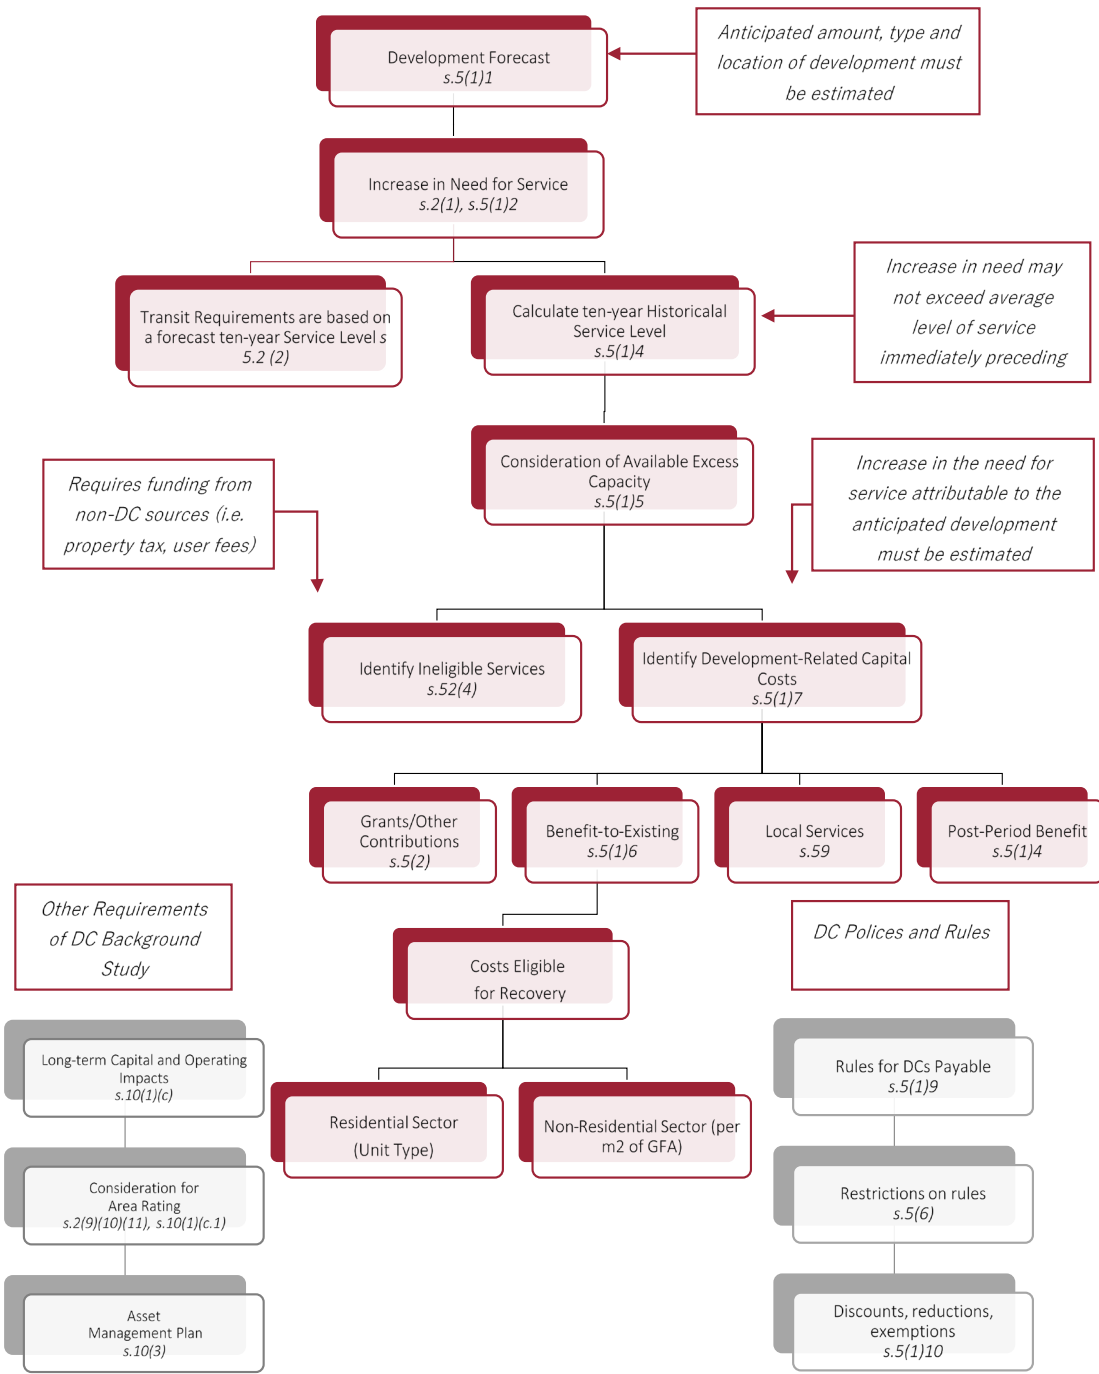 Development Forecast
s.5(1)1
Anticipated amount, type and
location of development must
be estimated
Increase in Need for Service
s.2(1), s.5(1)2
Transit Requirements are based on
a forecast ten-year Service Level s
5.2 (2)
Calculate ten-year Historicalal
Service Level
s.5(1)4
Increase in need may
not exceed average
level of service
immediately preceding
Consideration of Available Excess
Capacity
s.5(1)5
Requires funding from
non-DC sources (i.e.
property tax, user fees)
Increase in the need for
service attributable to the
anticipated development
must be estimated
Identify Ineligible Services
s.52(4)
Identify Development-Related Capital
Costs
s.5(1)7
Grants/Other
Contributions
s.5(2)
Benefit-to-Existing
s.5(1)6
Local Services
s.59
Post-Period Benefit
s.5(1)4
Costs Eligible
for Recovery
Residential Sector
(Unit Type)
Non-Residential Sector (per
m2 of GFA)
Other Requirements
of DC Background
Study
Long-term Capital and Operating
Impacts
s.10(1)(c)
Consideration for
Area Rating
s.2(9)(10)(11), s.10(1)(c.1)
Asset
Management Plan
s.10(3)
DC Polices and Rules
Rules for DCs Payable
s.5(1)9
Restrictions on rules
s.5(6)
Discounts, reductions,
exemptions
s.5(1)10